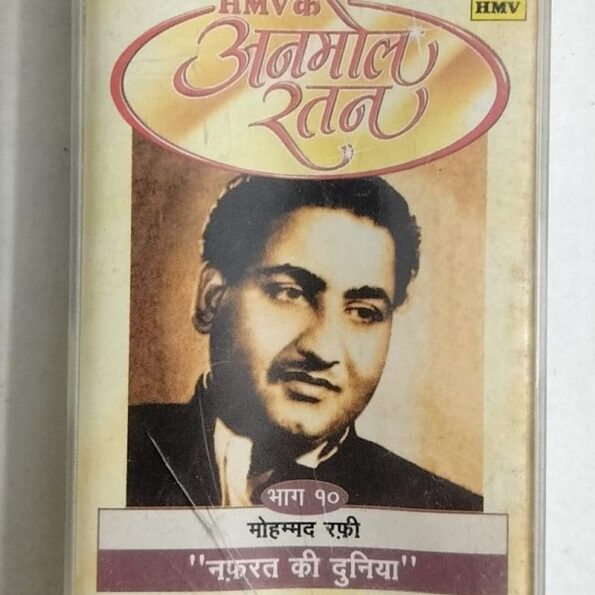 HMV के
HMV
अनमोल
रतन
भाग १०
मोहम्मद रफ़ी
"नफ़रत की दुनिया"